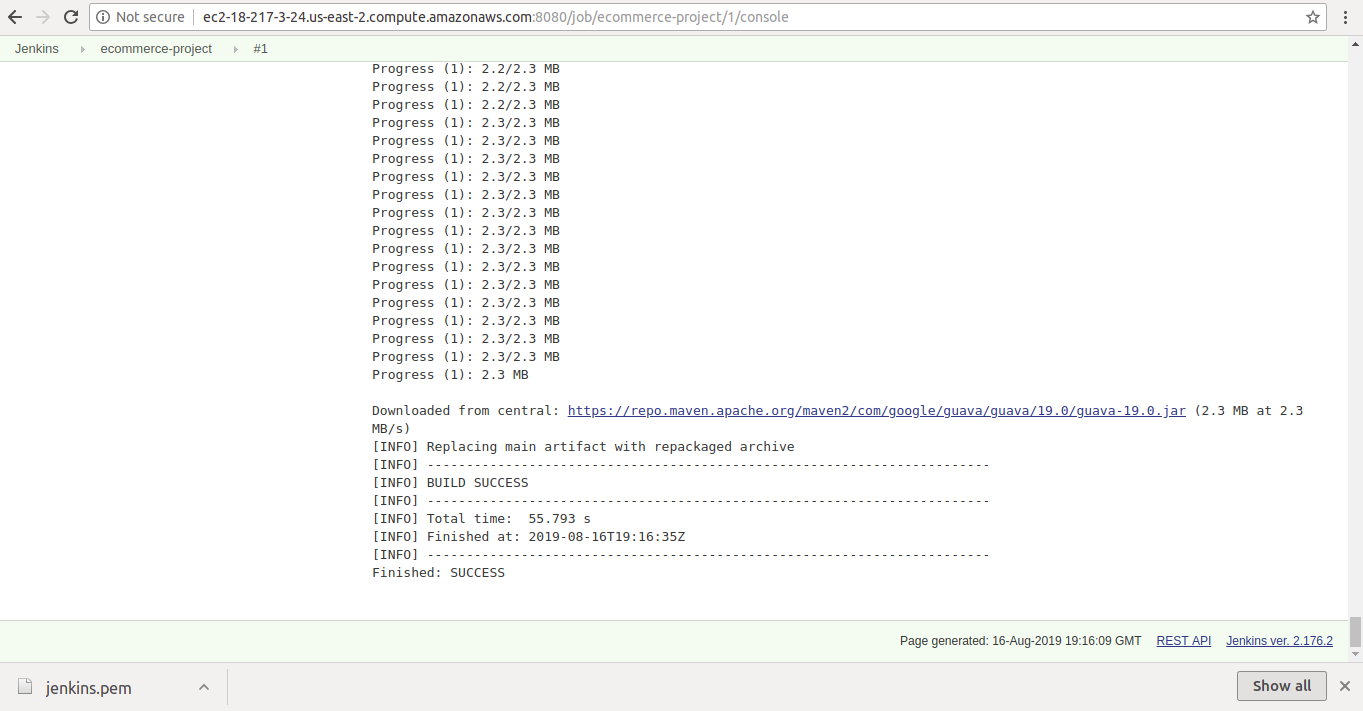 Not secure ec2-18-217-3-24.us-east-2.compute.amazonaws.com:8080/job/ecommerce-project/1/console
Jenkins ecommerce-project #1
Progress (1): 2.2/2.3 MB
Progress (1): 2.2/2.3 MB
Progress (1): 2.2/2.3 MB
Progress (1): 2.3/2.3 MB
Progress (1): 2.3/2.3 MB
Progress (1): 2.3/2.3 MB
Progress (1): 2.3/2.3 MB
Progress (1): 2.3/2.3 MB
Progress (1): 2.3/2.3 MB
Progress (1): 2.3/2.3 MB
Progress (1): 2.3/2.3 MB
Progress (1): 2.3/2.3 MB
Progress (1): 2.3/2.3 MB
Progress (1): 2.3/2.3 MB
Progress (1): 2.3/2.3 MB
Progress (1): 2.3/2.3 MB
Progress (1): 2.3/2.3 MB
Progress (1): 2.3 MB
Downloaded from central: https://repo.maven.apache.org/maven2/com/google/guava/guava/19.0/guava-19.0.jar (2.3 MB at 2.3
MB/s)
[INFO] Replacing main artifact with repackaged archive
[INFO] ------------------------------------------------------------------------
[INFO] BUILD SUCCESS
[INFO] ------------------------------------------------------------------------
[INFO] Total time:  55.793 s
[INFO] Finished at: 2019-08-16T19:16:35Z
[INFO] ------------------------------------------------------------------------
Finished: SUCCESS
Page generated: 16-Aug-2019 19:16:09 GMT REST API Jenkins ver. 2.176.2
jenkins.pem Show all